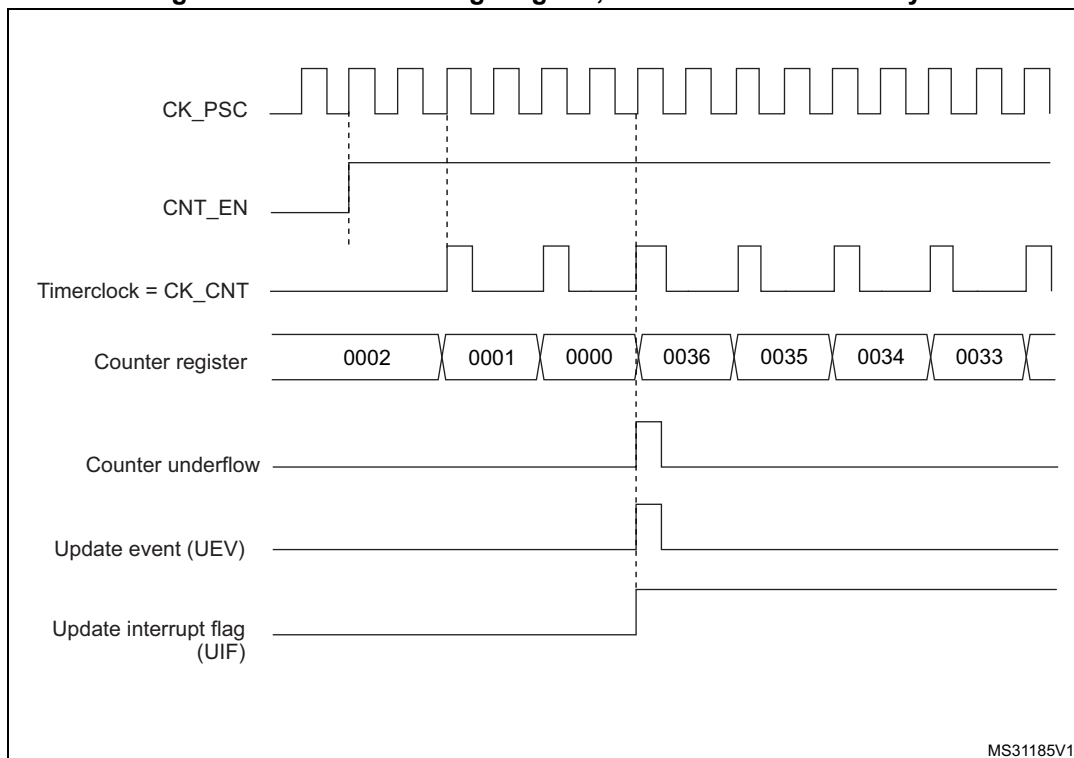 CK_PSC
CNT_EN
Timerclock = CK_CNT
Counter register
0002 0001 0000 0036 0035 0034 0033
Counter underflow
Update event (UEV)
Update interrupt flag
(UIF)
MS31185V1